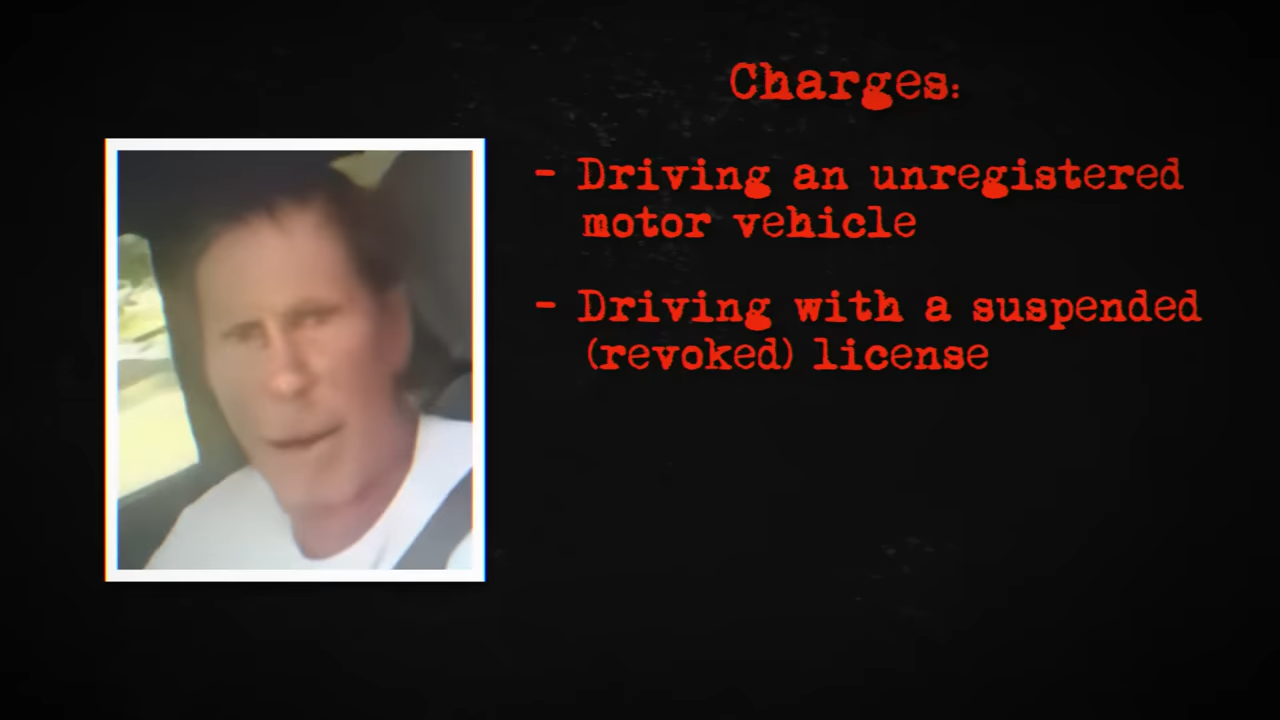 Charges:
- Driving an unregistered
motor vehicle
- Driving with a suspended
(revoked) license